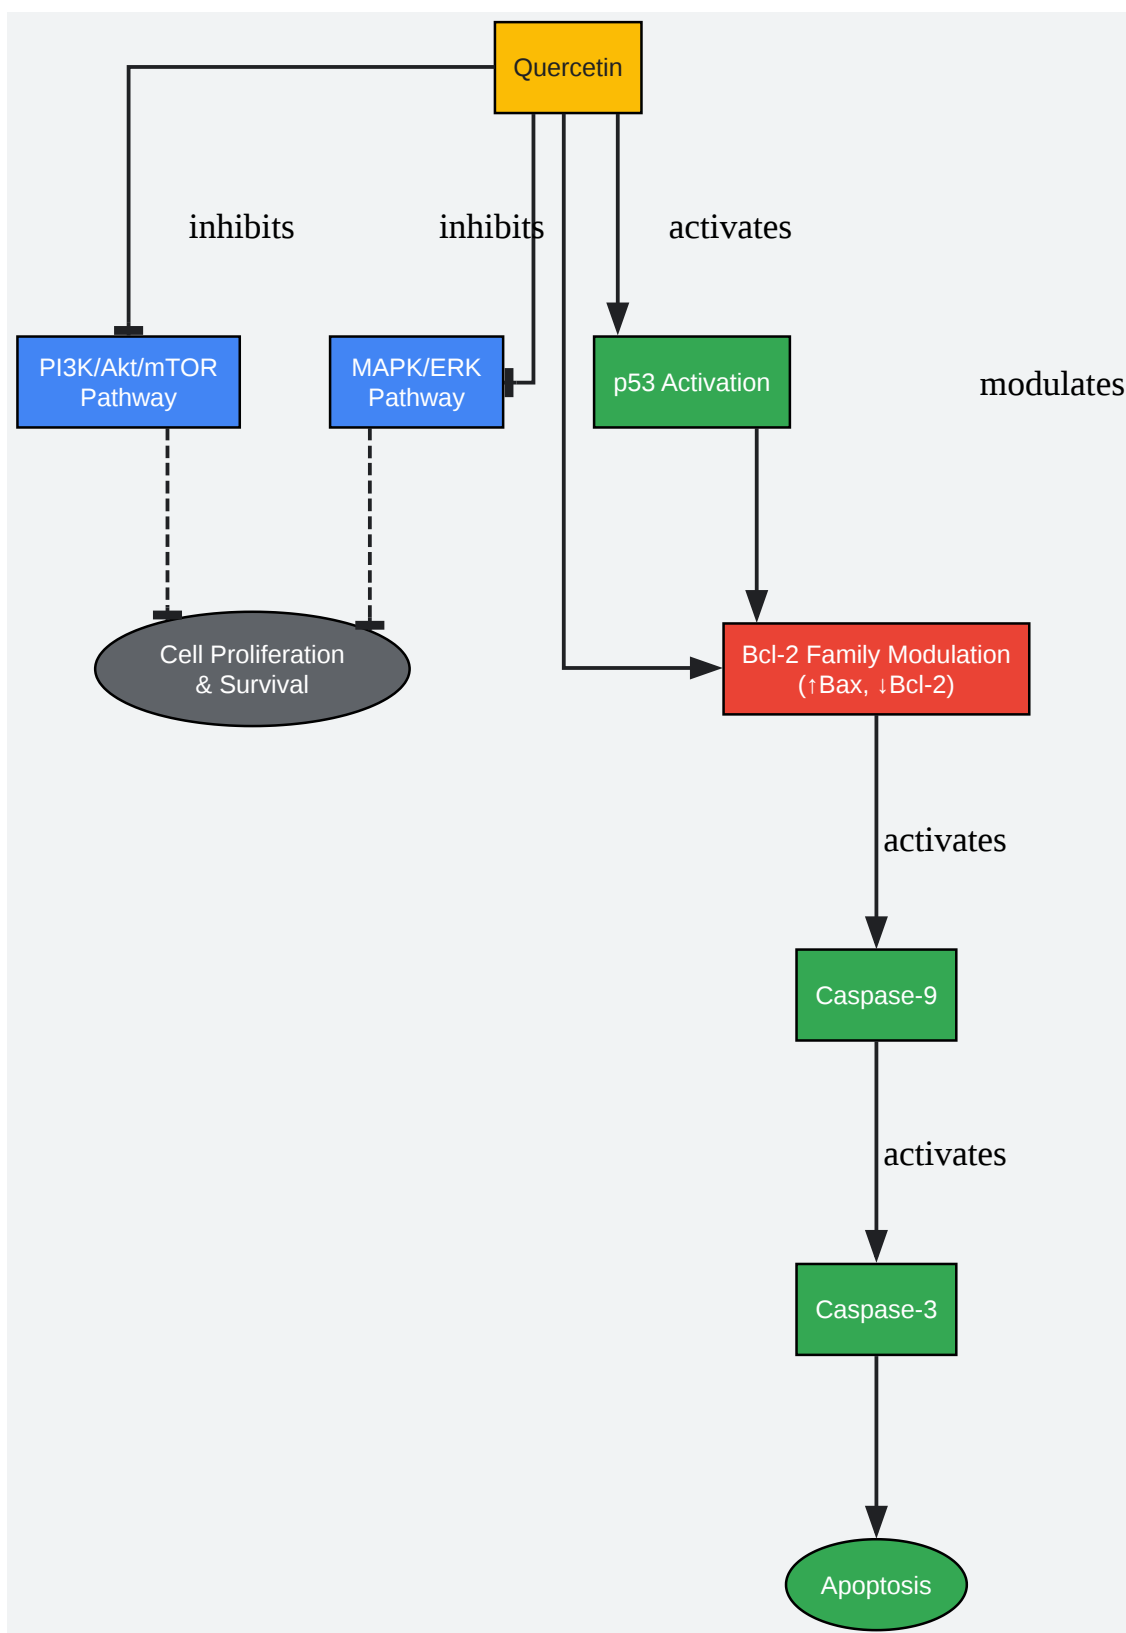 Quercetin
inhibits
inhibits
activates
PI3K/Akt/mTOR
Pathway
MAPK/ERK
Pathway
p53 Activation
modulates
Cell Proliferation
& Survival
Bcl-2 Family Modulation
(↑Bax, ↓Bcl-2)
activates
Caspase-9
activates
Caspase-3
Apoptosis